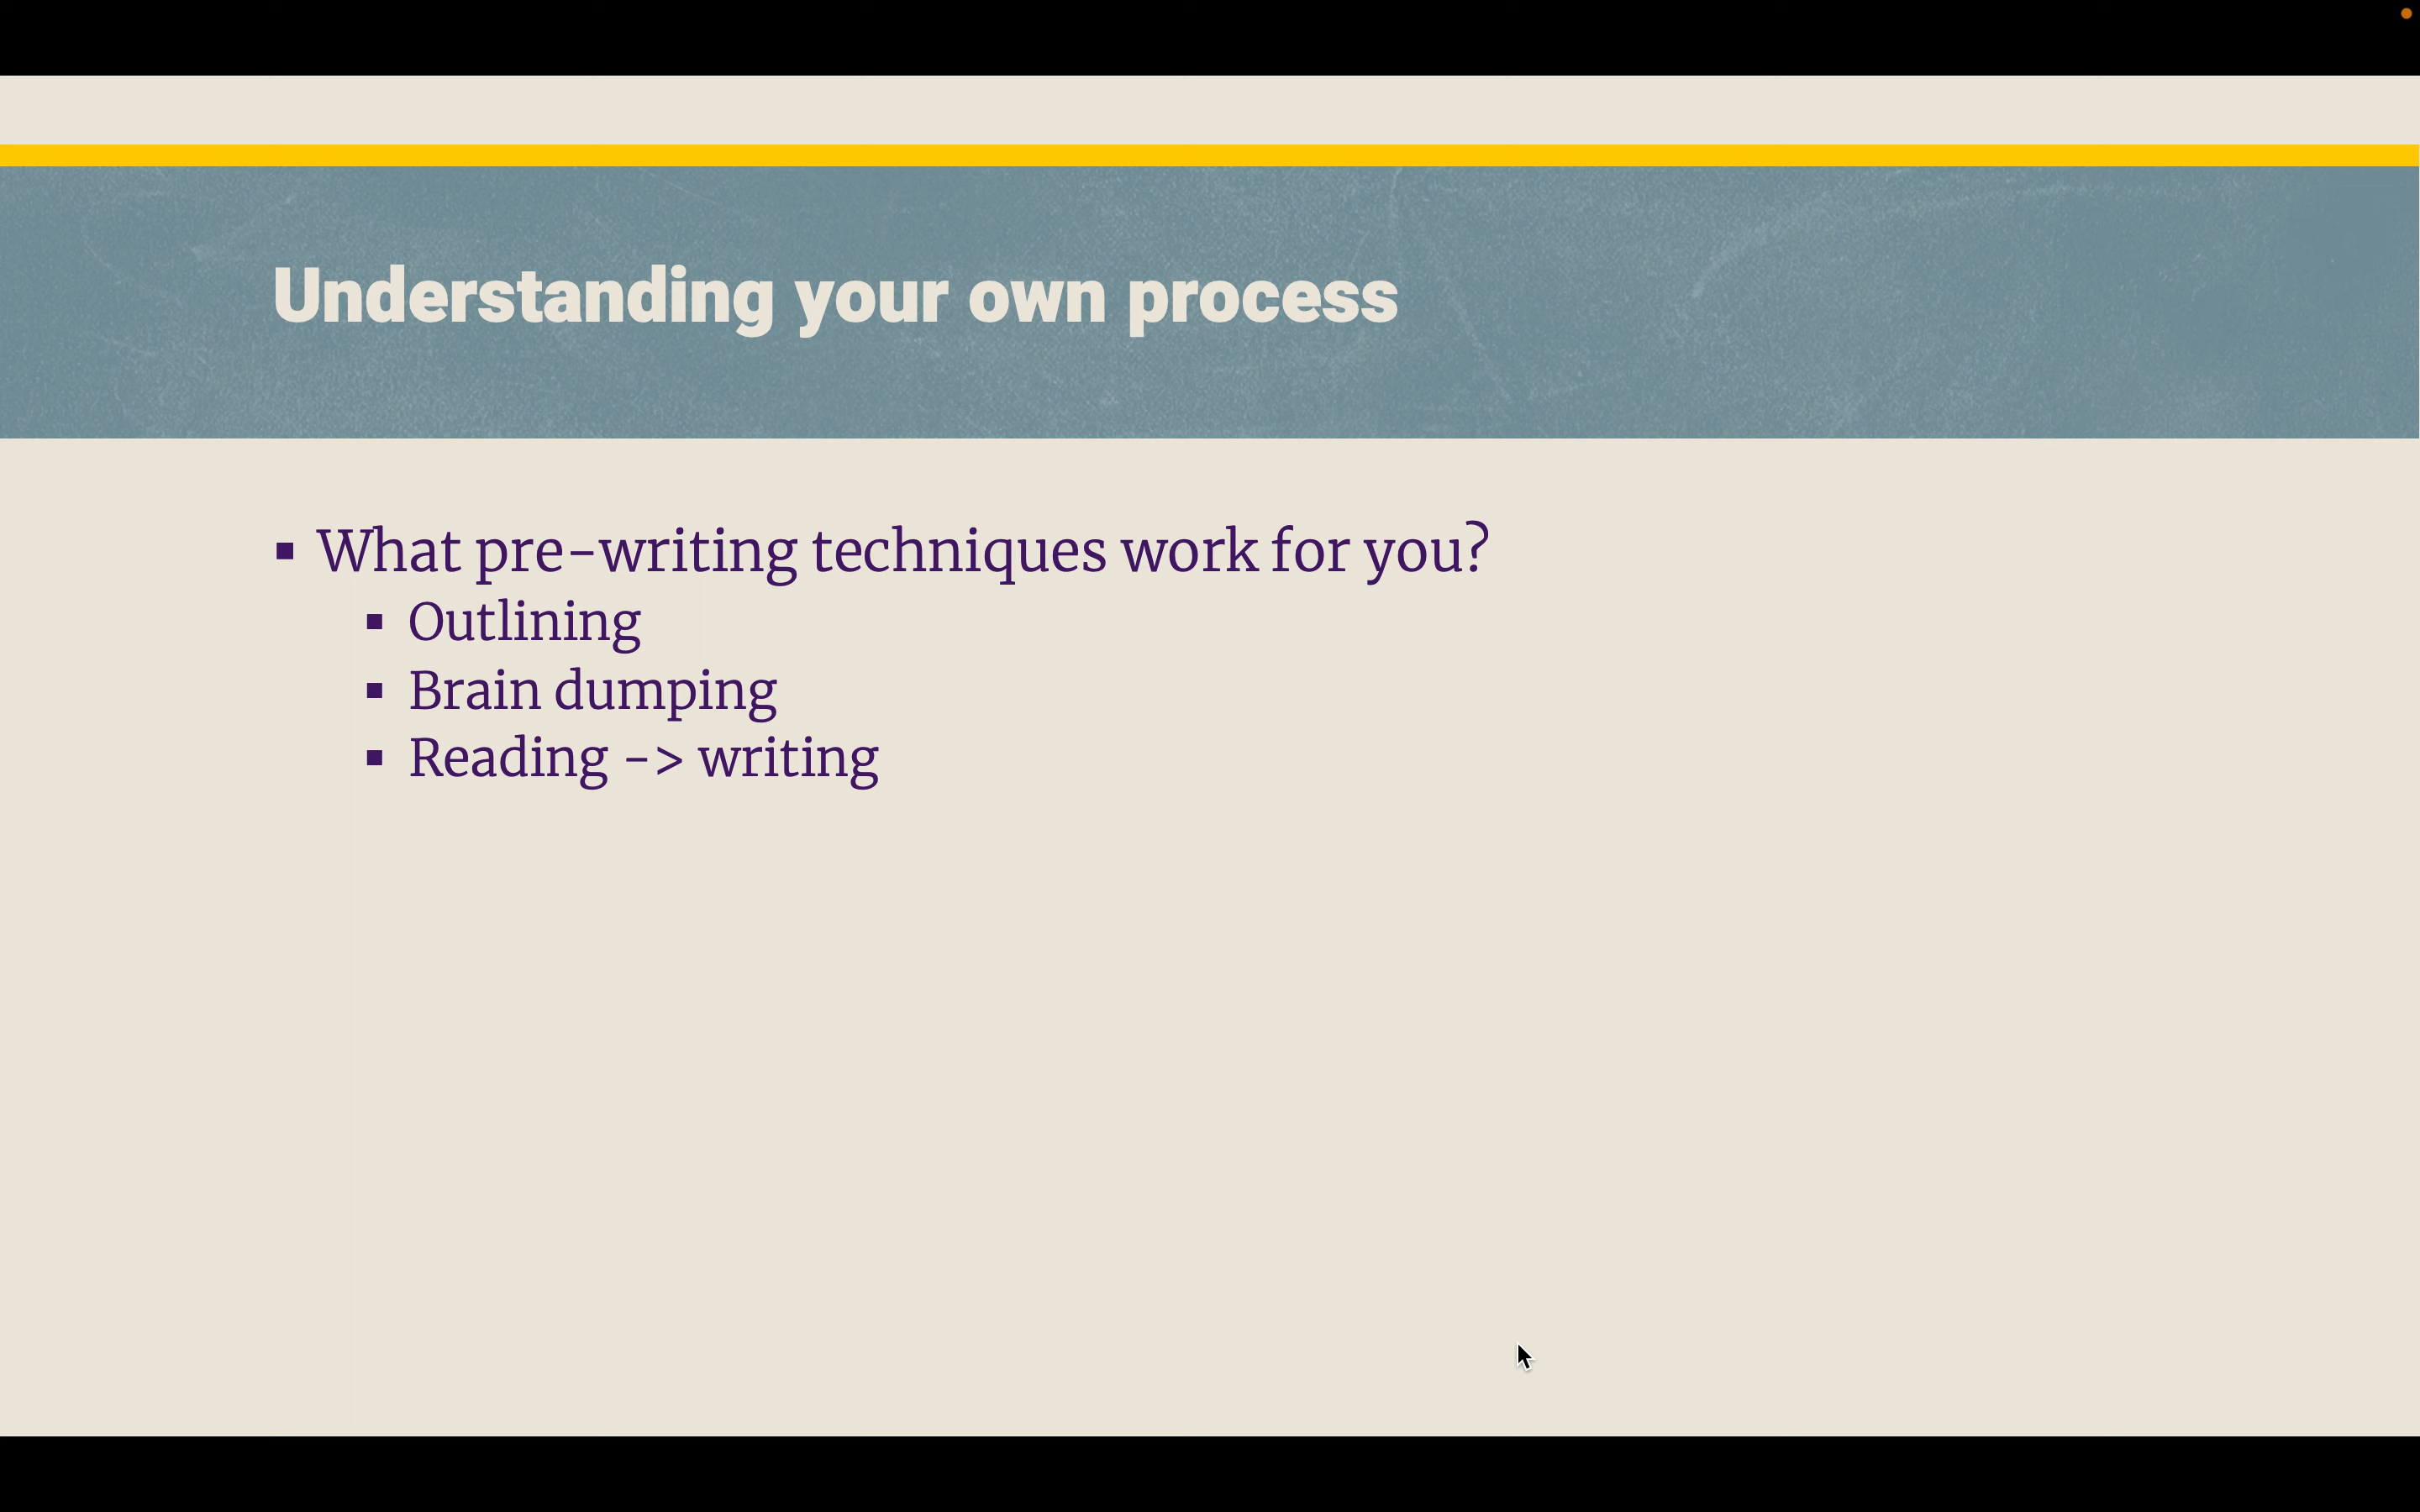 Understanding your own process
▪ What pre-writing techniques work for you?
▪ Outlining
▪ Brain dumping
▪ Reading -> writing